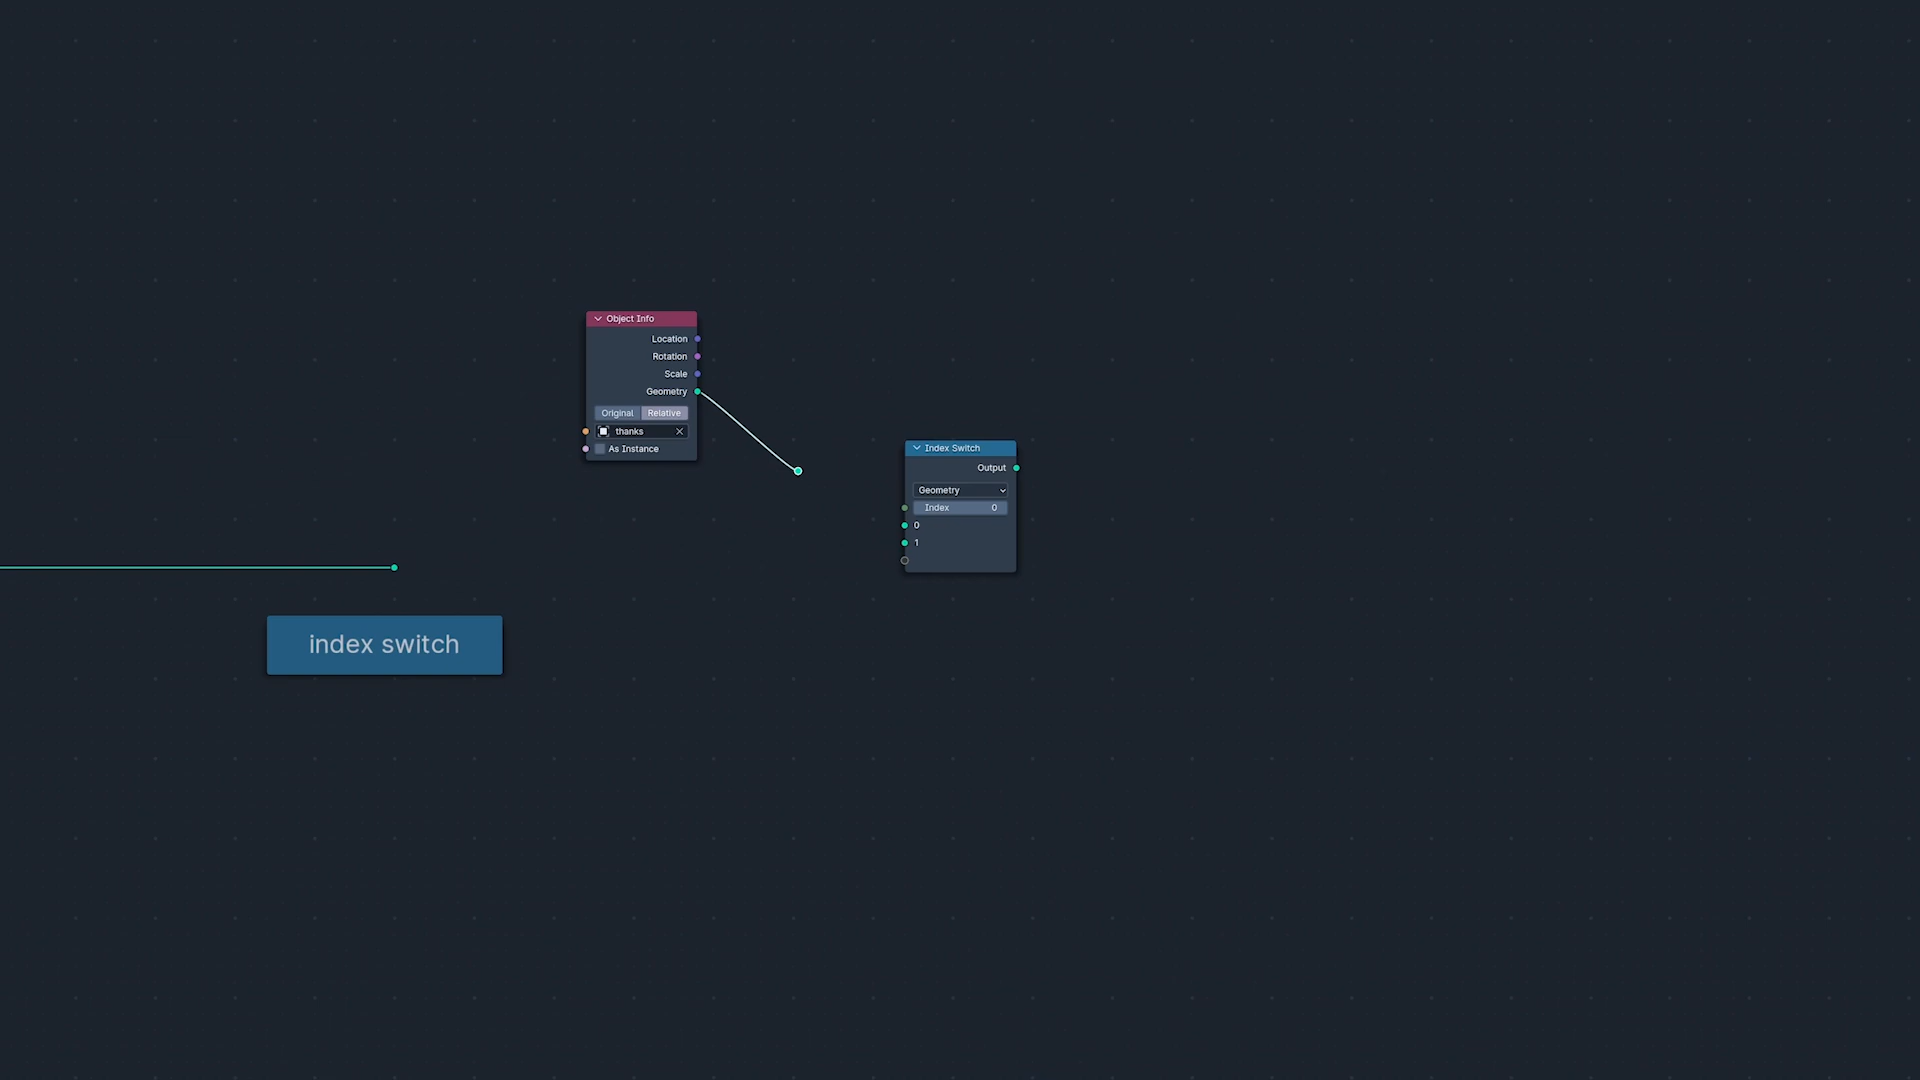 Object Info
Location
Rotation
Scale
Geometry
Original Relative
thanks
As Instance
Index Switch
Output
Geometry
Index 0
0
1
index switch